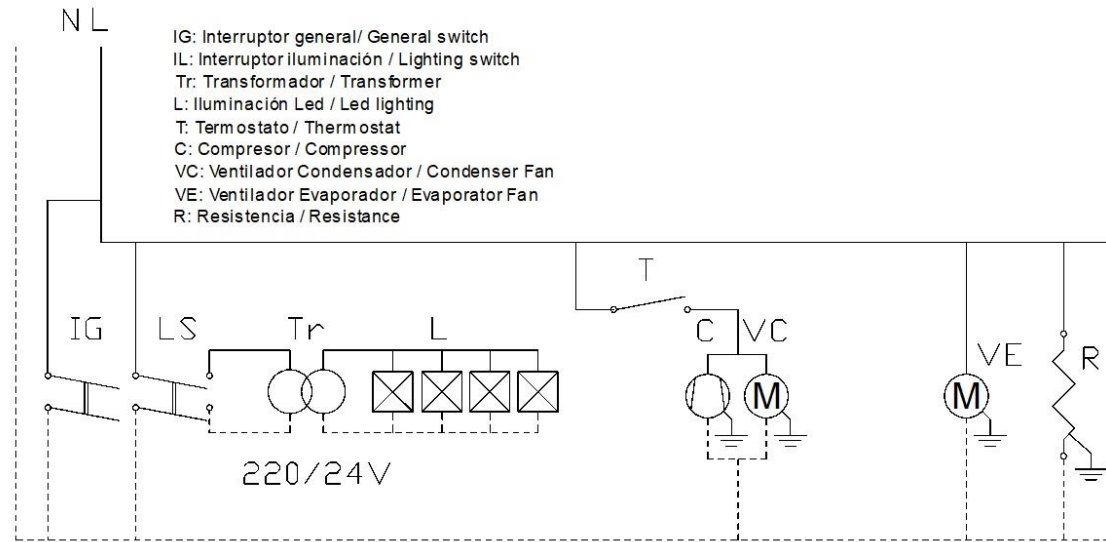 N L
IG: Interruptor general/ General switch
IL: Interruptor iluminación / Lighting switch
Tr: Transformador / Transformer
L: Iluminación Led / Led lighting
T: Termostato / Thermostat
C: Compresor / Compressor
VC: Ventilador Condensador / Condenser Fan
VE: Ventilador Evaporador / Evaporator Fan
R: Resistencia / Resistance
T
IG LS Tr L C VC VE R
M M
220/24V